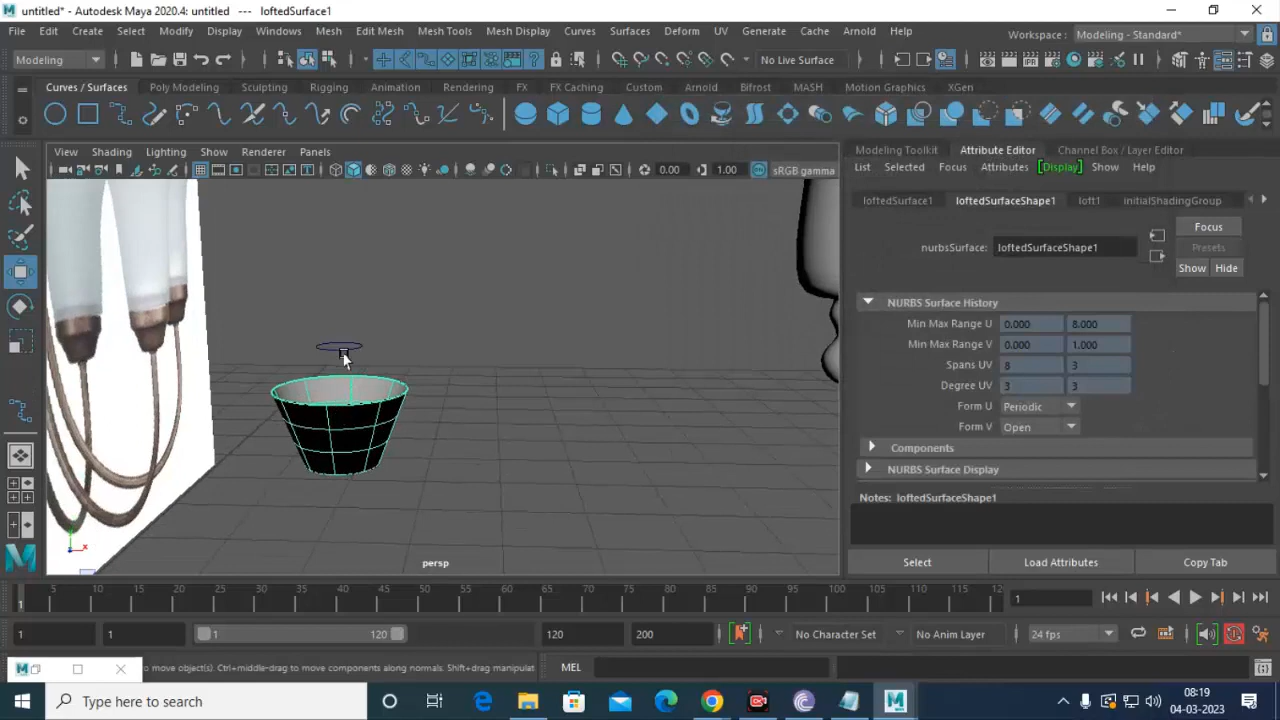 untitled* - Autodesk Maya 2020.4: untitled   ---   loftedSurface1
File Edit Create Select Modify Display Windows Mesh Edit Mesh Mesh Tools Mesh Display Curves Surfaces Deform UV Generate Cache Arnold Help
Workspace : Modeling - Standard*
Modeling No Live Surface
Curves / Surfaces Poly Modeling Sculpting Rigging Animation Rendering FX FX Caching Custom Arnold Bifrost MASH Motion Graphics XGen
View Shading Lighting Show Renderer Panels
0.00 1.00 sRGB gamma
Modeling Toolkit Attribute Editor Channel Box / Layer Editor
List Selected Focus Attributes [Display] Show Help
loftedSurface1 loftedSurfaceShape1 loft1 initialShadingGroup
Focus
Presets
nurbsSurface: loftedSurfaceShape1
Show Hide
NURBS Surface History
Min Max Range U 0.000 8.000
Min Max Range V 0.000 1.000
Spans UV 8 3
Degree UV 3 3
Form U Periodic
Form V Open
Components
NURBS Surface Display
Notes: loftedSurfaceShape1
Select Load Attributes Copy Tab
persp
5 10 15 20 25 30 35 40 45 50 55 60 65 70 75 80 85 90 95 100 105 110 115 12
1 1
1 1 1 120 120 200 No Character Set No Anim Layer 24 fps
to move object(s). Ctrl+middle-drag to move components along normals. Shift+drag manipulat MEL
Type here to search
08:19
04-03-2023